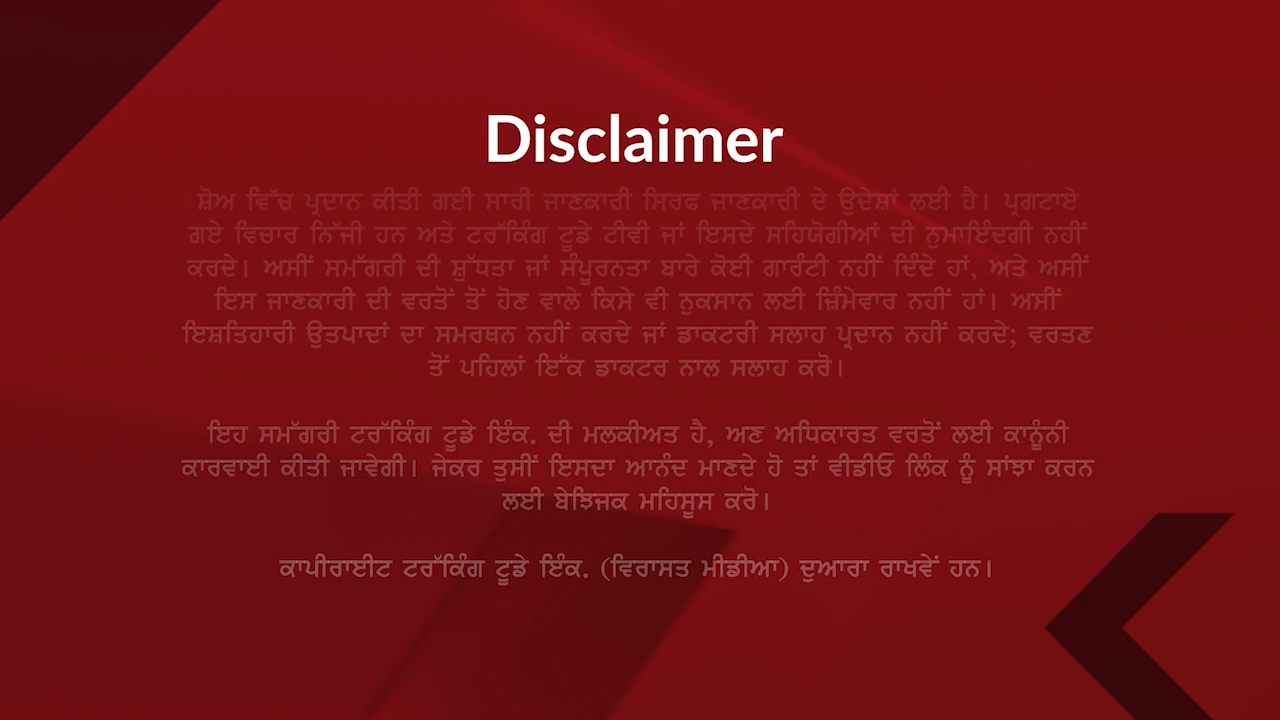 Disclaimer
ਸ਼ੋਅ ਵਿੱਚ ਪ੍ਰਦਾਨ ਕੀਤੀ ਗਈ ਸਾਰੀ ਜਾਣਕਾਰੀ ਸਿਰਫ ਜਾਣਕਾਰੀ ਦੇ ਉਦੇਸ਼ਾਂ ਲਈ ਹੈ। ਪ੍ਰਗਟਾਏ
ਗਏ ਵਿਚਾਰ ਨਿੱਜੀ ਹਨ ਅਤੇ ਟਰੱਕਿੰਗ ਟੂਡੇ ਟੀਵੀ ਜਾਂ ਇਸਦੇ ਸਹਿਯੋਗੀਆਂ ਦੀ ਨੁਮਾਇੰਦਗੀ ਨਹੀਂ
ਕਰਦੇ। ਅਸੀਂ ਸਮੱਗਰੀ ਦੀ ਸ਼ੁੱਧਤਾ ਜਾਂ ਸੰਪੂਰਨਤਾ ਬਾਰੇ ਕੋਈ ਗਾਰੰਟੀ ਨਹੀਂ ਦਿੰਦੇ ਹਾਂ, ਅਤੇ ਅਸੀਂ
ਇਸ ਜਾਣਕਾਰੀ ਦੀ ਵਰਤੋਂ ਤੋਂ ਹੋਣ ਵਾਲੇ ਕਿਸੇ ਵੀ ਨੁਕਸਾਨ ਲਈ ਜ਼ਿੰਮੇਵਾਰ ਨਹੀਂ ਹਾਂ। ਅਸੀਂ
ਇਸ਼ਤਿਹਾਰੀ ਉਤਪਾਦਾਂ ਦਾ ਸਮਰਥਨ ਨਹੀਂ ਕਰਦੇ ਜਾਂ ਡਾਕਟਰੀ ਸਲਾਹ ਪ੍ਰਦਾਨ ਨਹੀਂ ਕਰਦੇ; ਵਰਤਣ
ਤੋਂ ਪਹਿਲਾਂ ਇੱਕ ਡਾਕਟਰ ਨਾਲ ਸਲਾਹ ਕਰੋ।
ਇਹ ਸਮੱਗਰੀ ਟਰੱਕਿੰਗ ਟੂਡੇ ਇੰਕ. ਦੀ ਮਲਕੀਅਤ ਹੈ, ਅਣ ਅਧਿਕਾਰਤ ਵਰਤੋਂ ਲਈ ਕਾਨੂੰਨੀ
ਕਾਰਵਾਈ ਕੀਤੀ ਜਾਵੇਗੀ। ਜੇਕਰ ਤੁਸੀਂ ਇਸਦਾ ਆਨੰਦ ਮਾਣਦੇ ਹੋ ਤਾਂ ਵੀਡੀਓ ਲਿੰਕ ਨੂੰ ਸਾਂਝਾ ਕਰਨ
ਲਈ ਬੇਝਿਜਕ ਮਹਿਸੂਸ ਕਰੋ।
ਕਾਪੀਰਾਈਟ ਟਰੱਕਿੰਗ ਟੂਡੇ ਇੰਕ. (ਵਿਰਾਸਤ ਮੀਡੀਆ) ਦੁਆਰਾ ਰਾਖਵੇਂ ਹਨ।